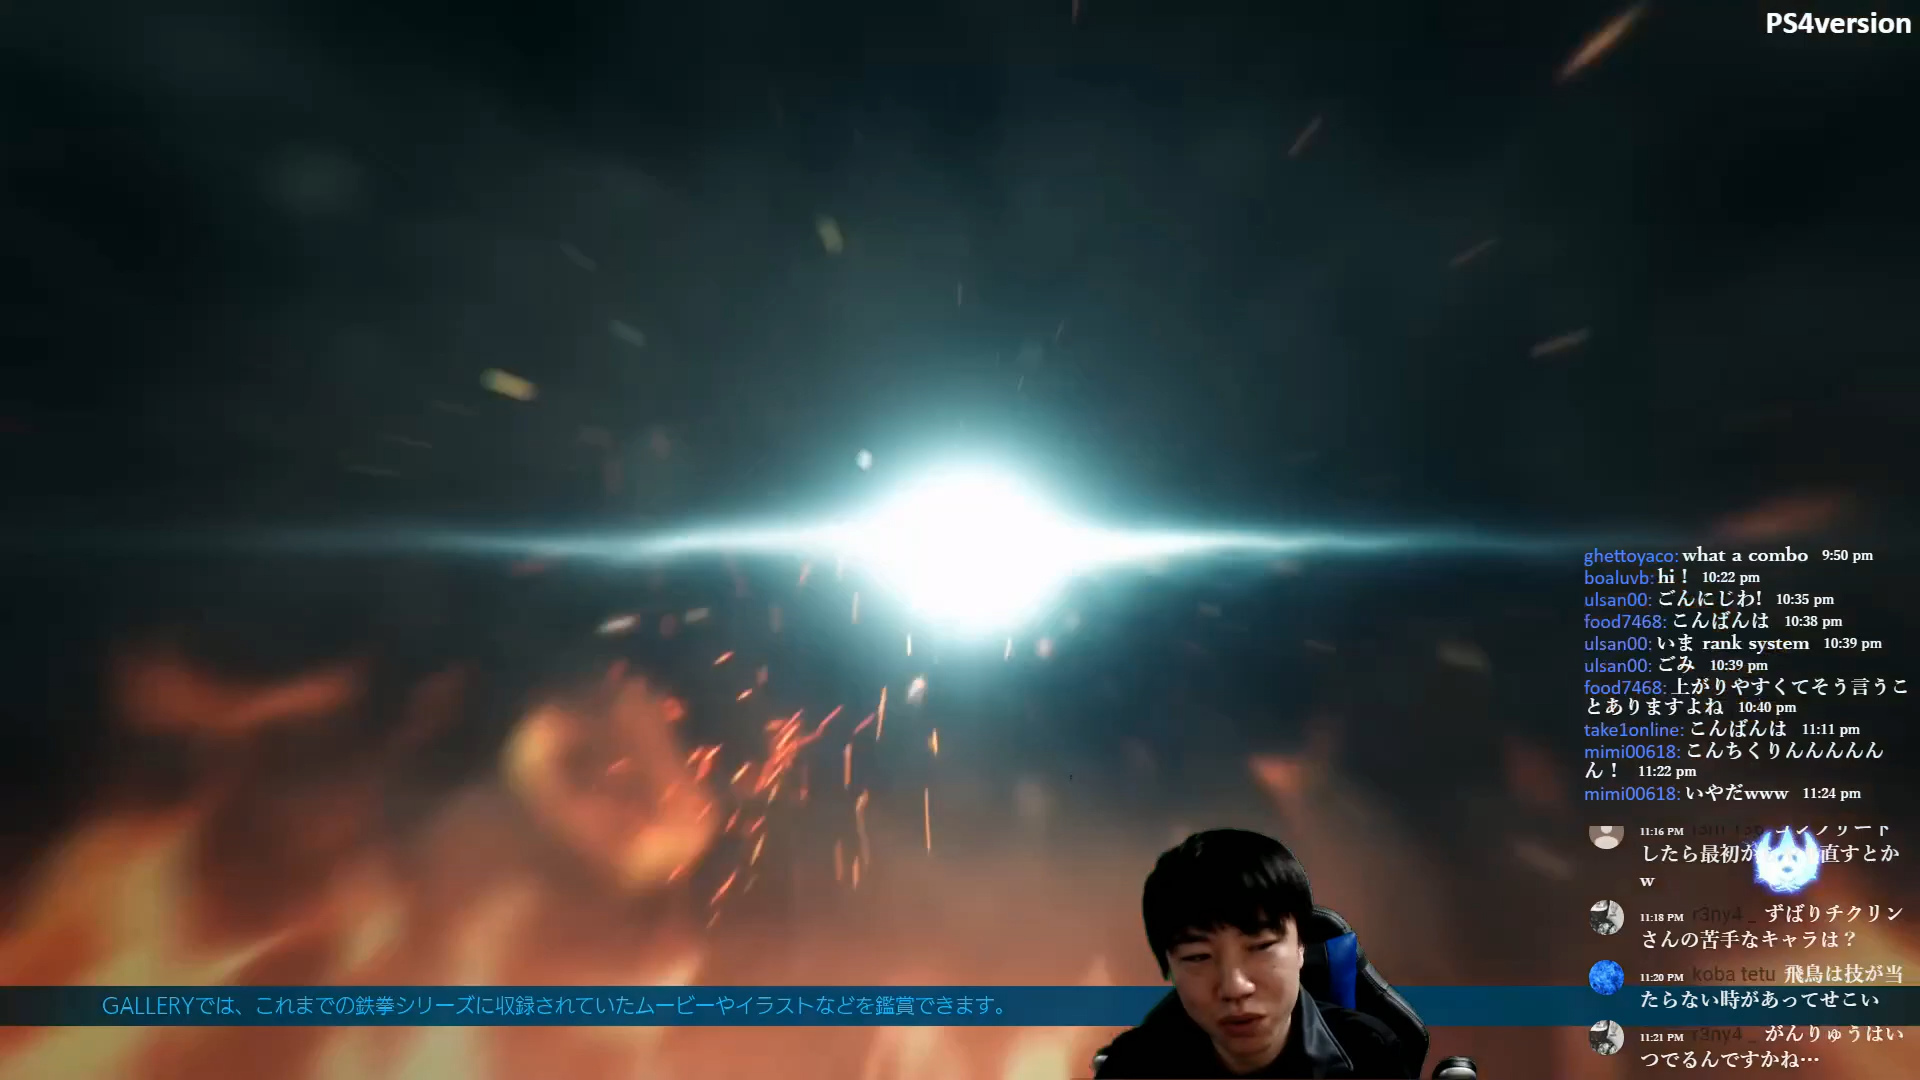 PS4version
ghettoyaco: what a combo 9:50 pm
boaluvb: hi！ 10:22 pm
ulsan00: ごんにじわ! 10:35 pm
food7468: こんばんは 10:38 pm
ulsan00: いま rank system 10:39 pm
ulsan00: ごみ 10:39 pm
food7468: 上がりやすくてそう言うこ
とありますよね 10:40 pm
take1online: こんばんは 11:11 pm
mimi00618: こんちくりんんんんん
ん！ 11:22 pm
mimi00618: いやだwww 11:24 pm
11:16 PM コンプリート
したら最初か 直すとか
w
11:18 PM r3ny4 _ ずばりチクリン
さんの苦手なキャラは？
11:20 PM koba tetu 飛鳥は技が当
たらない時があってせこい
11:21 PM r3ny4 _ がんりゅうはい
つでるんですかね…
GALLERYでは、これまでの鉄拳シリーズに収録されていたムービーやイラストなどを鑑賞できます。